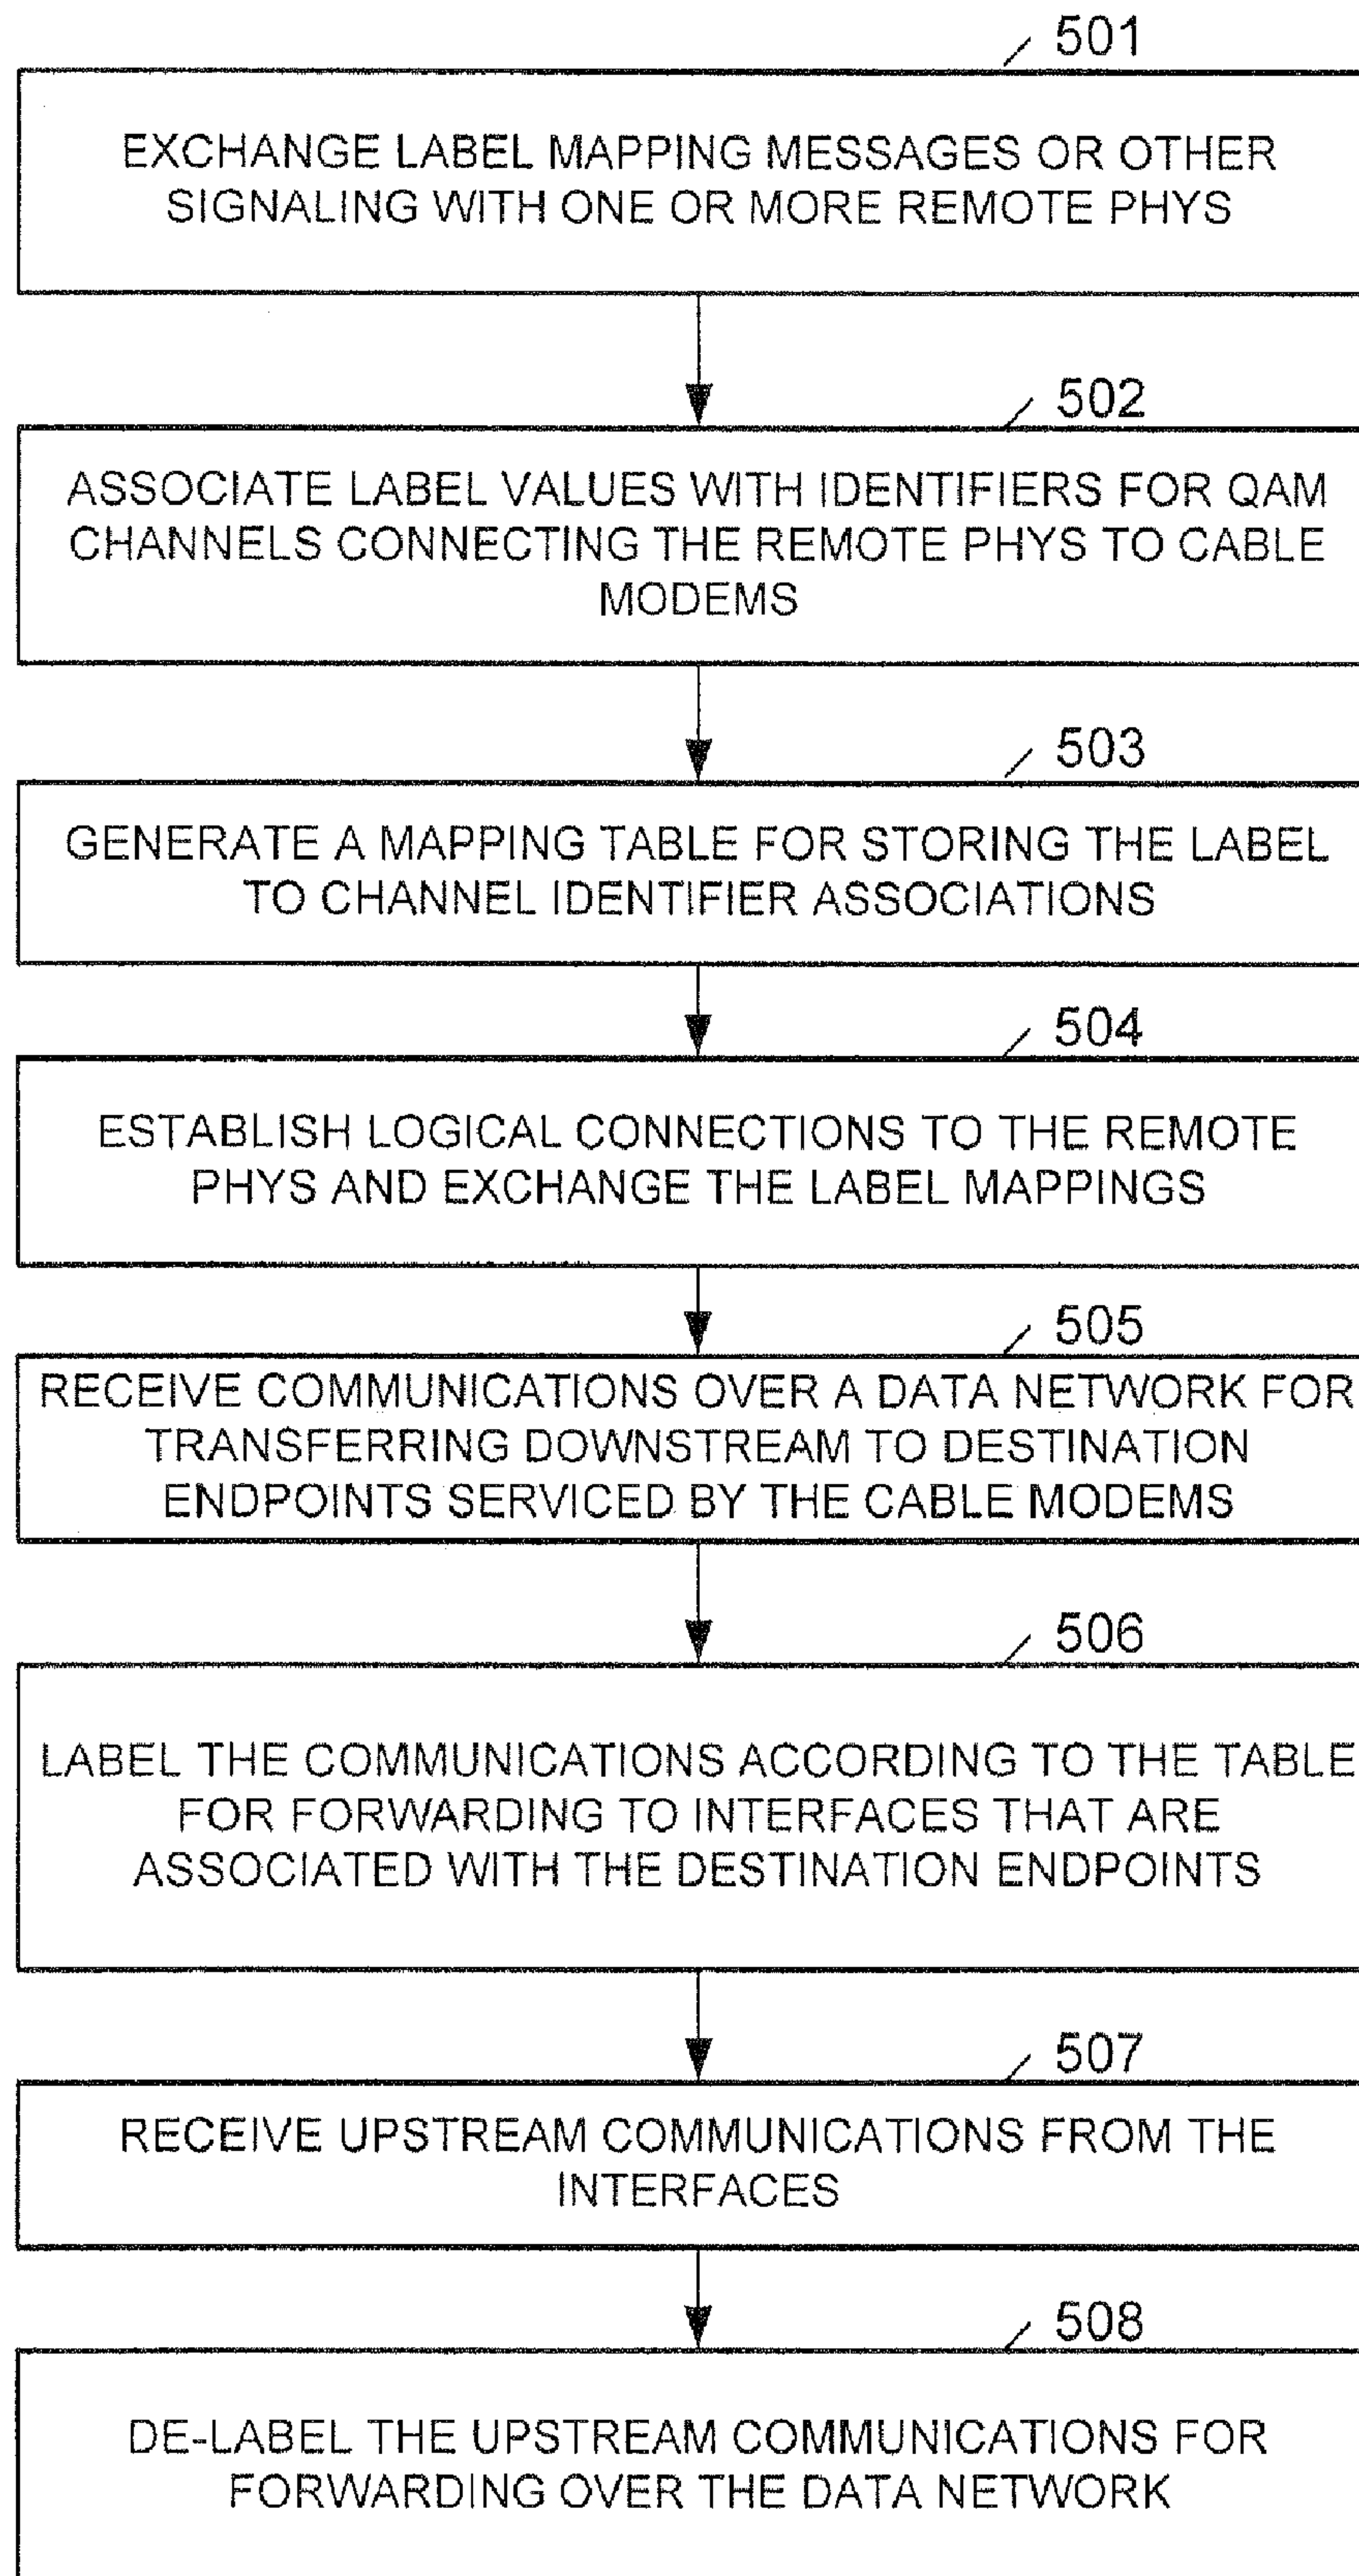 501
EXCHANGE LABEL MAPPING MESSAGES OR OTHER
SIGNALING WITH ONE OR MORE REMOTE PHYS
502
ASSOCIATE LABEL VALUES WITH IDENTIFIERS FOR QAM
CHANNELS CONNECTING THE REMOTE PHYS TO CABLE
MODEMS
503
GENERATE A MAPPING TABLE FOR STORING THE LABEL
TO CHANNEL IDENTIFIER ASSOCIATIONS
504
ESTABLISH LOGICAL CONNECTIONS TO THE REMOTE
PHYS AND EXCHANGE THE LABEL MAPPINGS
505
RECEIVE COMMUNICATIONS OVER A DATA NETWORK FOR
TRANSFERRING DOWNSTREAM TO DESTINATION
ENDPOINTS SERVICED BY THE CABLE MODEMS
506
LABEL THE COMMUNICATIONS ACCORDING TO THE TABLE
FOR FORWARDING TO INTERFACES THAT ARE
ASSOCIATED WITH THE DESTINATION ENDPOINTS
507
RECEIVE UPSTREAM COMMUNICATIONS FROM THE
INTERFACES
508
DE-LABEL THE UPSTREAM COMMUNICATIONS FOR
FORWARDING OVER THE DATA NETWORK